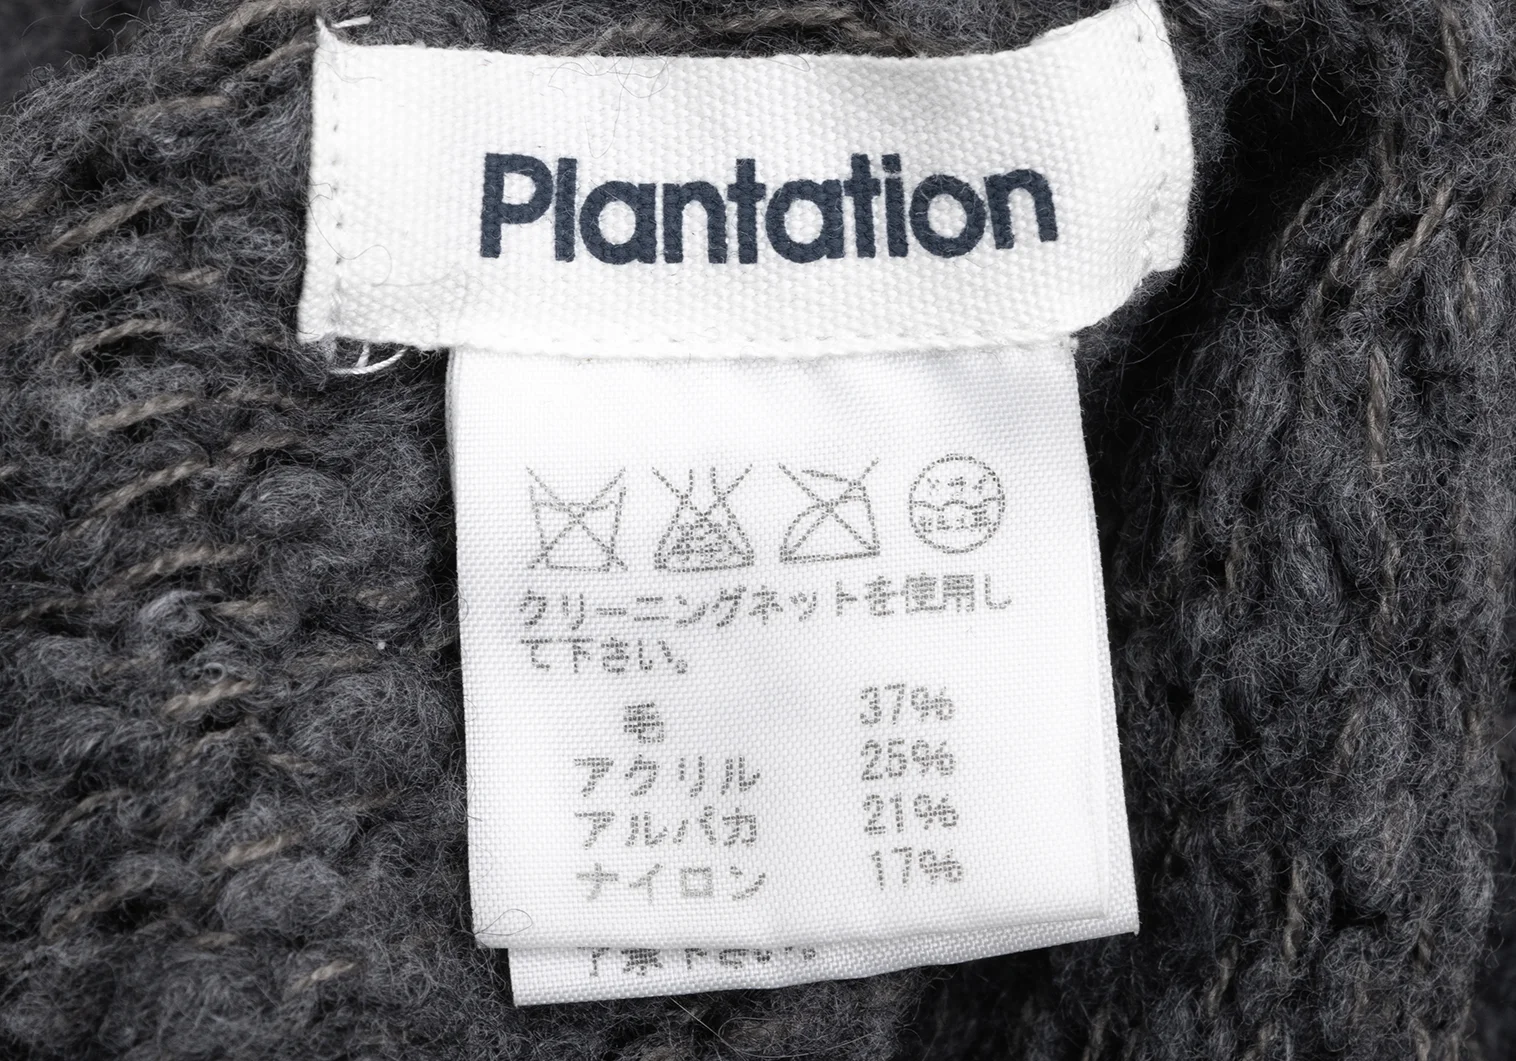 Plantation
クリーニングネットを使用し
て下さい。
毛 37%
アクリル 25%
アルパカ 21%
ナイロン 17%